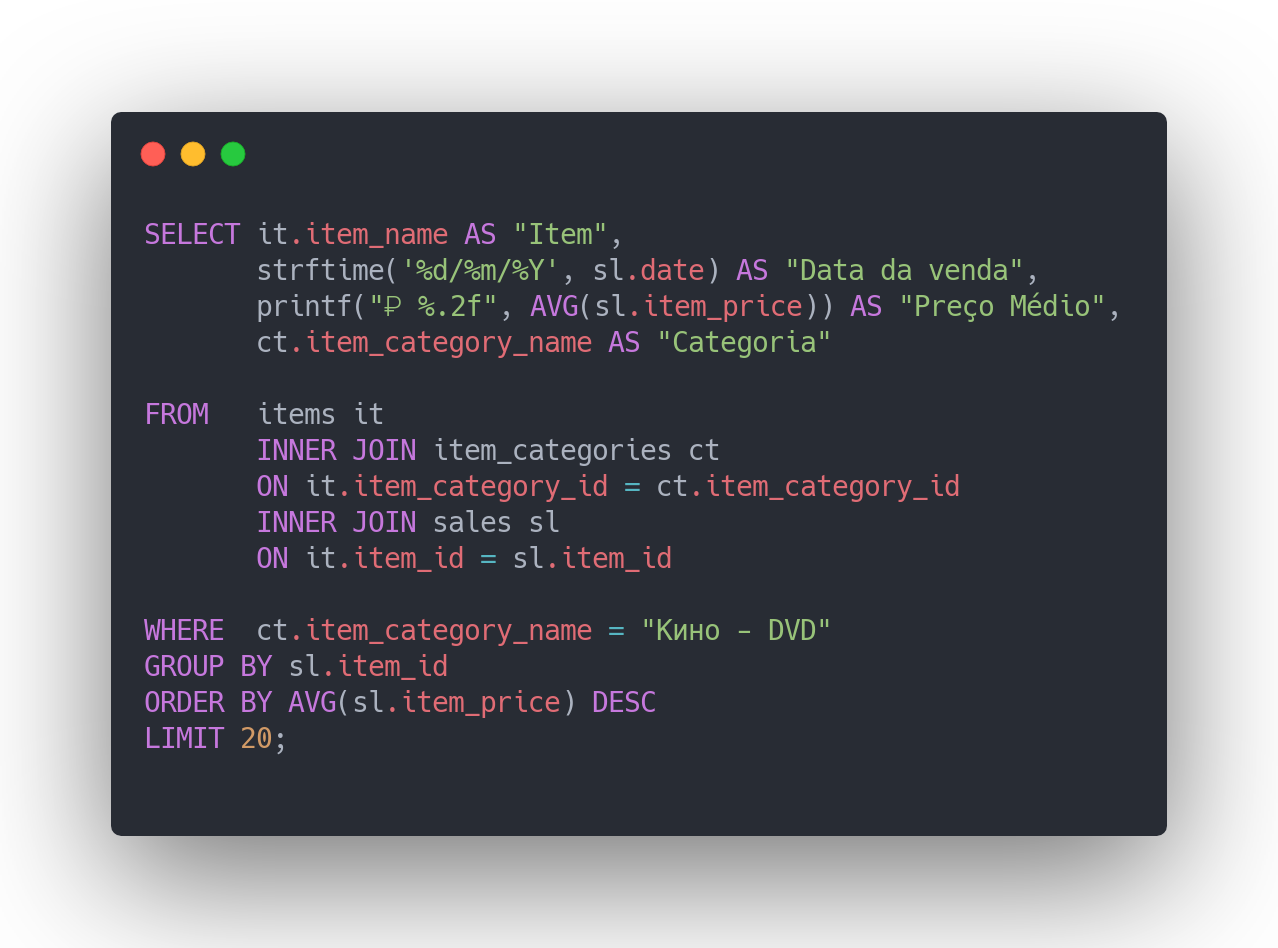 SELECT it.item_name AS "Item",
       strftime('%d/%m/%Y', sl.date) AS "Data da venda",
       printf("₽ %.2f", AVG(sl.item_price)) AS "Preço Médio",
       ct.item_category_name AS "Categoria"

FROM   items it
       INNER JOIN item_categories ct
       ON it.item_category_id = ct.item_category_id
       INNER JOIN sales sl
       ON it.item_id = sl.item_id

WHERE  ct.item_category_name = "Кино - DVD"
GROUP BY sl.item_id
ORDER BY AVG(sl.item_price) DESC
LIMIT 20;